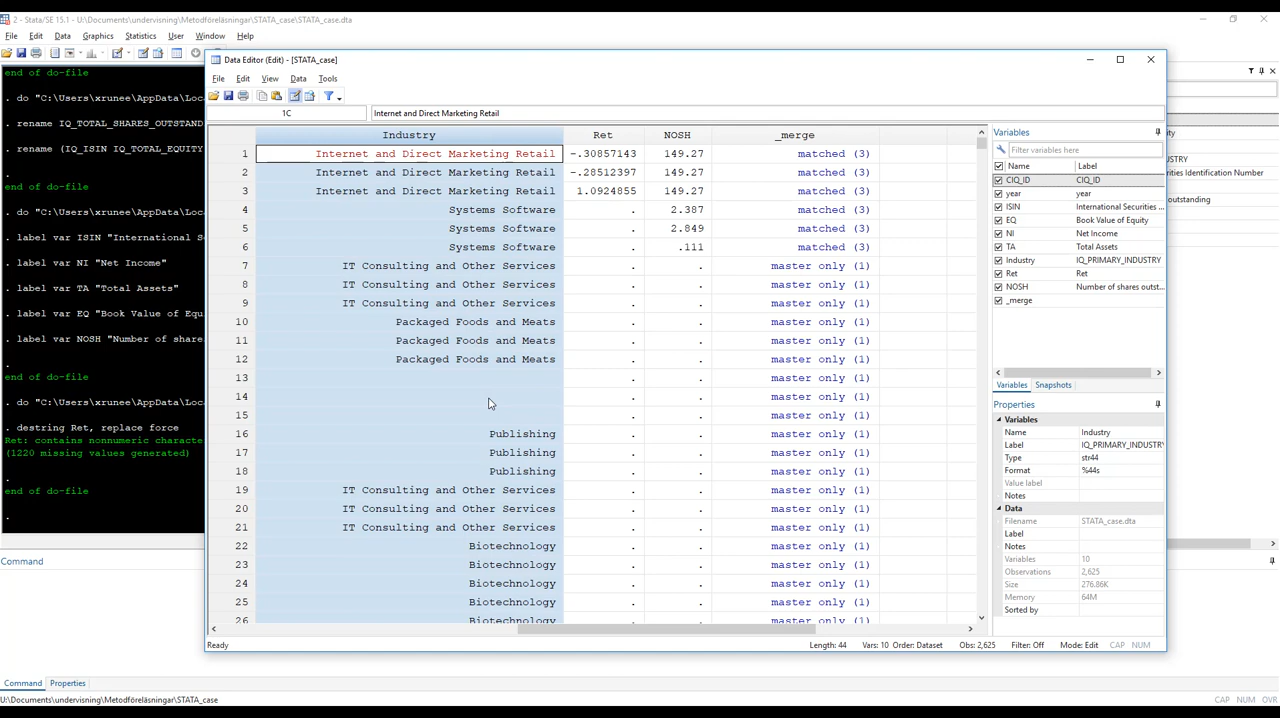 2 - Stata/SE 15.1 - U:\Documents\undervisning\Metodföreläsningar\STATA_case\STATA_case.dta
File Edit Data Graphics Statistics User Window Help
end of do-file
. do "C:\Users\xrunee\AppData\Loc
. rename IQ_TOTAL_SHARES_OUTSTAND
. rename (IQ_ISIN IQ_TOTAL_EQUITY
.
end of do-file
. do "C:\Users\xrunee\AppData\Loc
. label var ISIN "International S
. label var NI "Net Income"
. label var TA "Total Assets"
. label var EQ "Book Value of Equ
. label var NOSH "Number of share
.
end of do-file
. do "C:\Users\xrunee\AppData\Loc
. destring Ret, replace force
Ret: contains nonnumeric characte
(1220 missing values generated)
.
end of do-file
.
Command
Command Properties
U:\Documents\undervisning\Metodföreläsningar\STATA_case
CAP NUM OVR
Data Editor (Edit) - [STATA_case]
File Edit View Data Tools
1C Internet and Direct Marketing Retail
Industry Ret NOSH _merge
1 Internet and Direct Marketing Retail -.30857143 149.27 matched (3)
2 Internet and Direct Marketing Retail -.28512397 149.27 matched (3)
3 Internet and Direct Marketing Retail 1.0924855 149.27 matched (3)
4 Systems Software . 2.387 matched (3)
5 Systems Software . 2.849 matched (3)
6 Systems Software . .111 matched (3)
7 IT Consulting and Other Services . . master only (1)
8 IT Consulting and Other Services . . master only (1)
9 IT Consulting and Other Services . . master only (1)
10 Packaged Foods and Meats . . master only (1)
11 Packaged Foods and Meats . . master only (1)
12 Packaged Foods and Meats . . master only (1)
13 . . master only (1)
14 . . master only (1)
15 . . master only (1)
16 Publishing . . master only (1)
17 Publishing . . master only (1)
18 Publishing . . master only (1)
19 IT Consulting and Other Services . . master only (1)
20 IT Consulting and Other Services . . master only (1)
21 IT Consulting and Other Services . . master only (1)
22 Biotechnology . . master only (1)
23 Biotechnology . . master only (1)
24 Biotechnology . . master only (1)
25 Biotechnology . . master only (1)
26 Biotechnology . . master only (1)
Ready
Length: 44 Vars: 10 Order: Dataset Obs: 2,625 Filter: Off Mode: Edit CAP NUM
Variables
Filter variables here
Name Label
CIQ_ID CIQ_ID
year year
ISIN International Securities ...
EQ Book Value of Equity
NI Net Income
TA Total Assets
Industry IQ_PRIMARY_INDUSTRY
Ret Ret
NOSH Number of shares outst...
_merge
Variables Snapshots
Properties
Variables
Name Industry
Label IQ_PRIMARY_INDUSTRY
Type str44
Format %44s
Value label
Notes
Data
Filename STATA_case.dta
Label
Notes
Variables 10
Observations 2,625
Size 276.86K
Memory 64M
Sorted by
ity
USTRY
rities Identification Number
outstanding